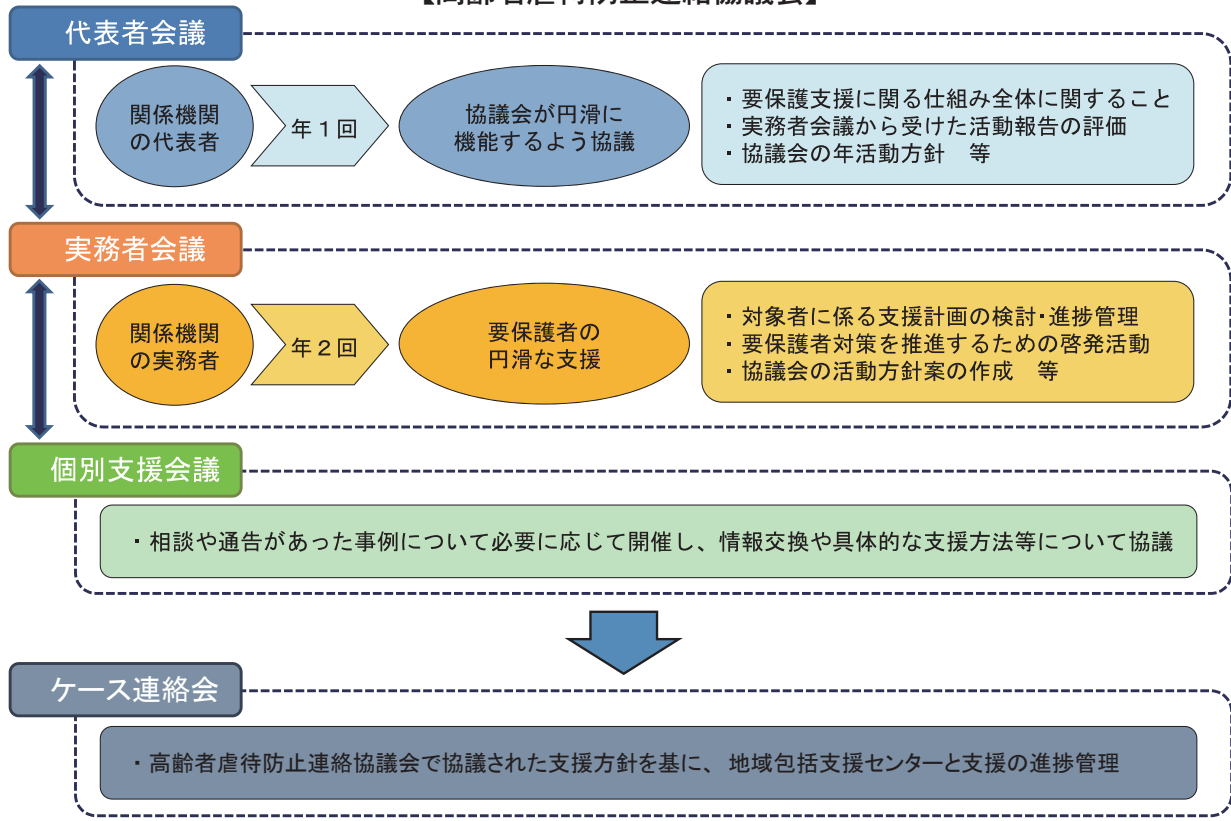 【高齢者虐待防止連絡協議会】
代表者会議
関係機関
の代表者
年１回
協議会が円滑に
機能するよう協議
・要保護支援に関る仕組み全体に関すること
・実務者会議から受けた活動報告の評価
・協議会の年活動方針　等
実務者会議
関係機関
の実務者
年２回
要保護者の
円滑な支援
・対象者に係る支援計画の検討・進捗管理
・要保護者対策を推進するための啓発活動
・協議会の活動方針案の作成　等
個別支援会議
・相談や通告があった事例について必要に応じて開催し、情報交換や具体的な支援方法等について協議
ケース連絡会
・高齢者虐待防止連絡協議会で協議された支援方針を基に、地域包括支援センターと支援の進捗管理